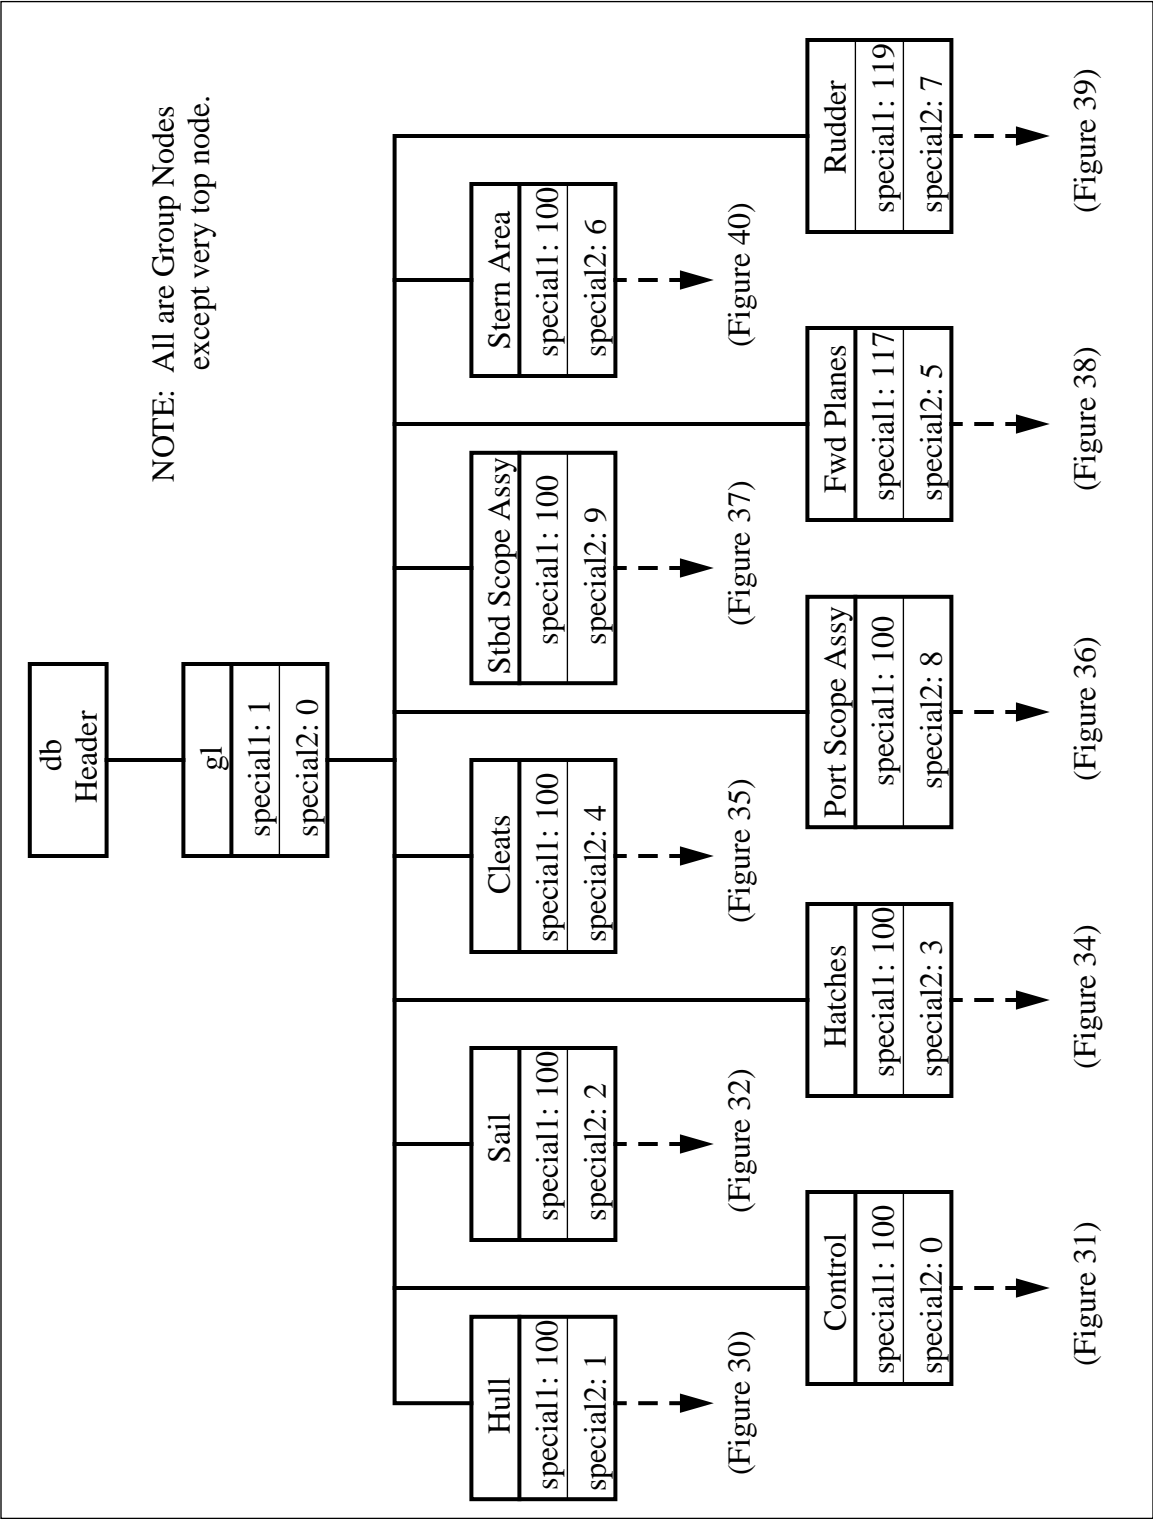 NOTE: All are Group Nodes
except very top node.
db
Header
gl
special1: 1
special2: 0
Hull
special1: 100
special2: 1
(Figure 30)
Sail
special1: 100
special2: 2
(Figure 32)
Cleats
special1: 100
special2: 4
(Figure 35)
Stbd Scope Assy
special1: 100
special2: 9
(Figure 37)
Stern Area
special1: 100
special2: 6
(Figure 40)
Control
special1: 100
special2: 0
(Figure 31)
Hatches
special1: 100
special2: 3
(Figure 34)
Port Scope Assy
special1: 100
special2: 8
(Figure 36)
Fwd Planes
special1: 117
special2: 5
(Figure 38)
Rudder
special1: 119
special2: 7
(Figure 39)